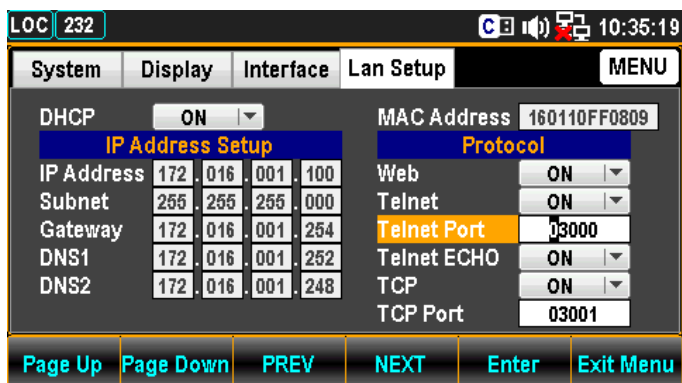 LOC 232 C 10:35:19
System Display Interface Lan Setup MENU
DHCP ON
IP Address Setup
IP Address 172 . 016 . 001 . 100
Subnet 255 . 255 . 255 . 000
Gateway 172 . 016 . 001 . 254
DNS1 172 . 016 . 001 . 252
DNS2 172 . 016 . 001 . 248
MAC Address 160110FF0809
Protocol
Web ON
Telnet ON
Telnet Port 03000
Telnet ECHO ON
TCP ON
TCP Port 03001
Page Up Page Down PREV NEXT Enter Exit Menu